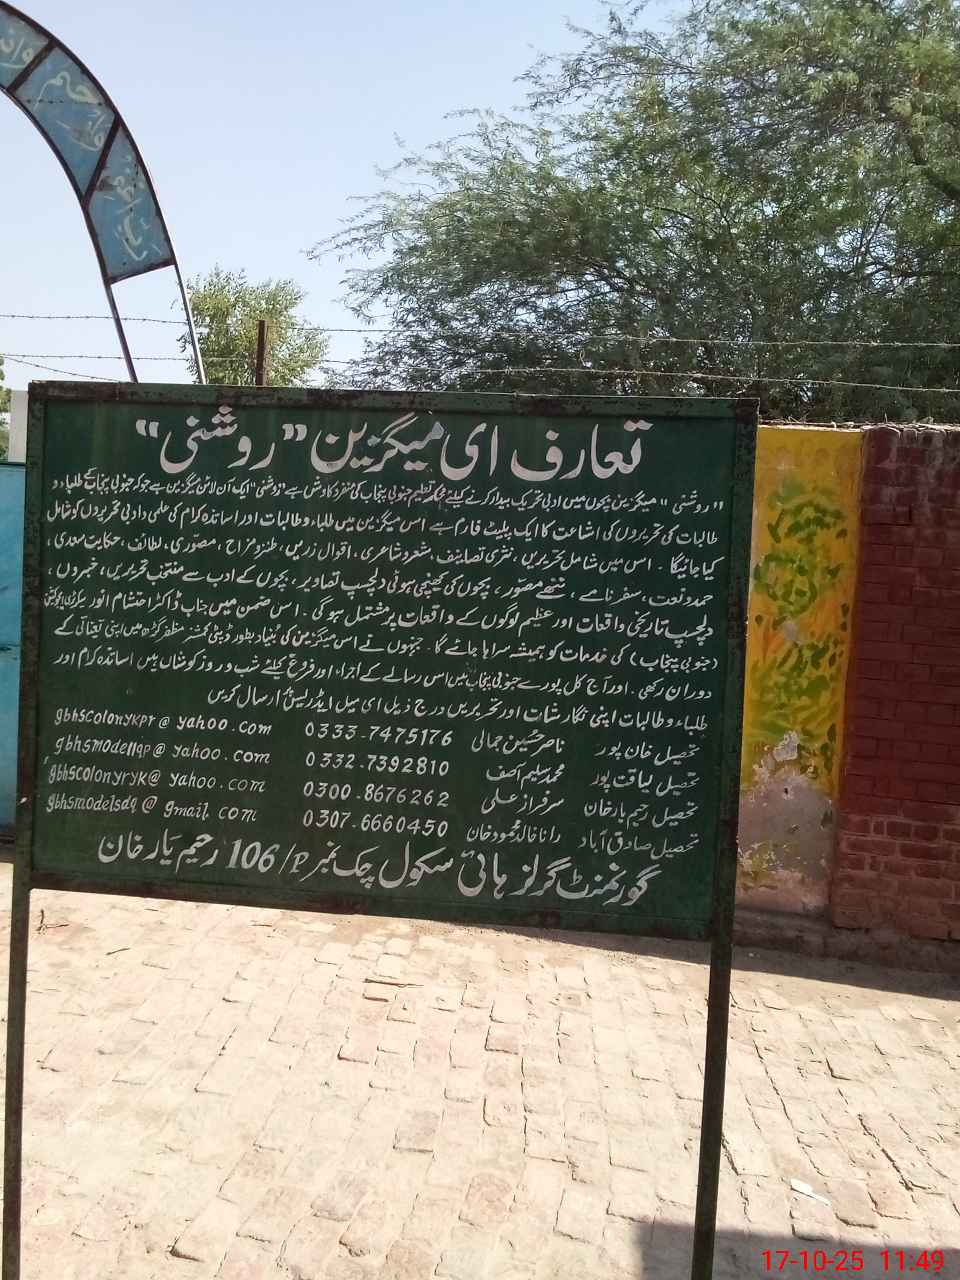 تعارف ای میگزین "روشنی"
"روشنی" میگزین بچوں میں ادبی تحریک بیدار کرنے کیلئے محکمہ تعلیم جنوبی پنجاب کی منفرد کاوش ہے "روشنی" ایک آن لائن میگزین ہے جو کہ جنوبی پنجاب کے طلباء و
طالبات کی تحریروں کی اشاعت کا ایک پلیٹ فارم ہے اس میگزین میں طلباء و طالبات اور اساتذہ کرام کی علمی و ادبی تحریروں کو شامل
کیا جائیگا۔ اس میں شامل تحریریں، نثری تصانیف، شعر و شاعری، اقوال زریں، طنز و مزاح، مصوری، لطائف، حکایت سعدی،
حمد و نعت، سفر نامے، ننھے مصور، بچوں کی کھینچی ہوئی دلچسپ تصاویر، بچوں کے ادب سے منتخب تحریریں، خبروں،
دلچسپ تاریخی واقعات اور عظیم لوگوں کے واقعات پر مشتمل ہوگی۔ اس ضمن میں جناب ڈاکٹر احتشام انور سیکرٹری ایجوکیشن
(جنوبی پنجاب) کی خدمات کو ہمیشہ سراہا جائے گا۔ جنہوں نے اس میگزین کی بنیاد بطور ڈپٹی کمشنر مظفر گڑھ میں اپنی تعیناتی کے
دوران رکھی۔ اور آج کل پورے جنوبی پنجاب میں اس رسالے کے اجراء اور فروغ کیلئے شب و روز کوشاں ہیں اساتذہ کرام اور
طلباء و طالبات اپنی نگارشات اور تحریریں درج ذیل ای میل ایڈریس پر ارسال کریں
تحصیل خان پور ناصر حسین جمالی 0333.7475176 gbhscolonykpr@yahoo.com
تحصیل لیاقت پور محمد سلیم آصف 0332.7392810 gbhsmodellqp@yahoo.com
تحصیل رحیم یار خان سرفراز علی 0300.8676262 gbhscolonyryk@yahoo.com
تحصیل صادق آباد رانا خالد محمود خان 0307.6660450 gbhsmodelsdq@gmail.com
گورنمنٹ گرلز ہائی سکول چک نمبر 106/P رحیم یار خان
17-10-25 11:49